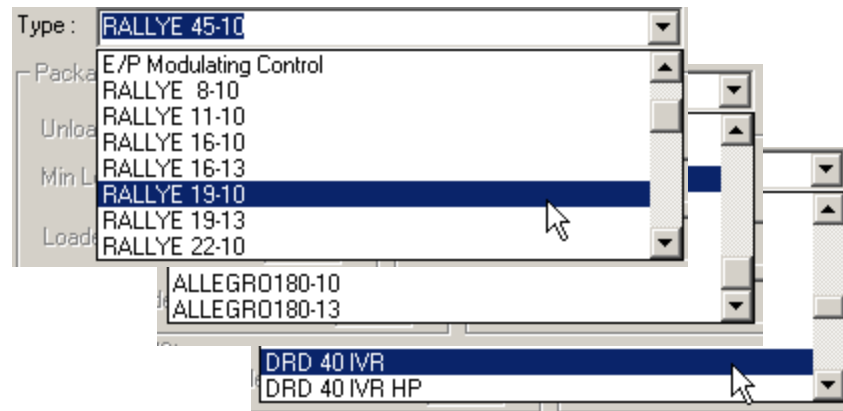 Type : RALLYE 45-10
E/P Modulating Control
RALLYE 8-10
RALLYE 11-10
RALLYE 16-10
RALLYE 16-13
RALLYE 19-10
RALLYE 19-13
RALLYE 22-10
ALLEGRO180-10
ALLEGRO180-13
DRD 40 IVR
DRD 40 IVR HP